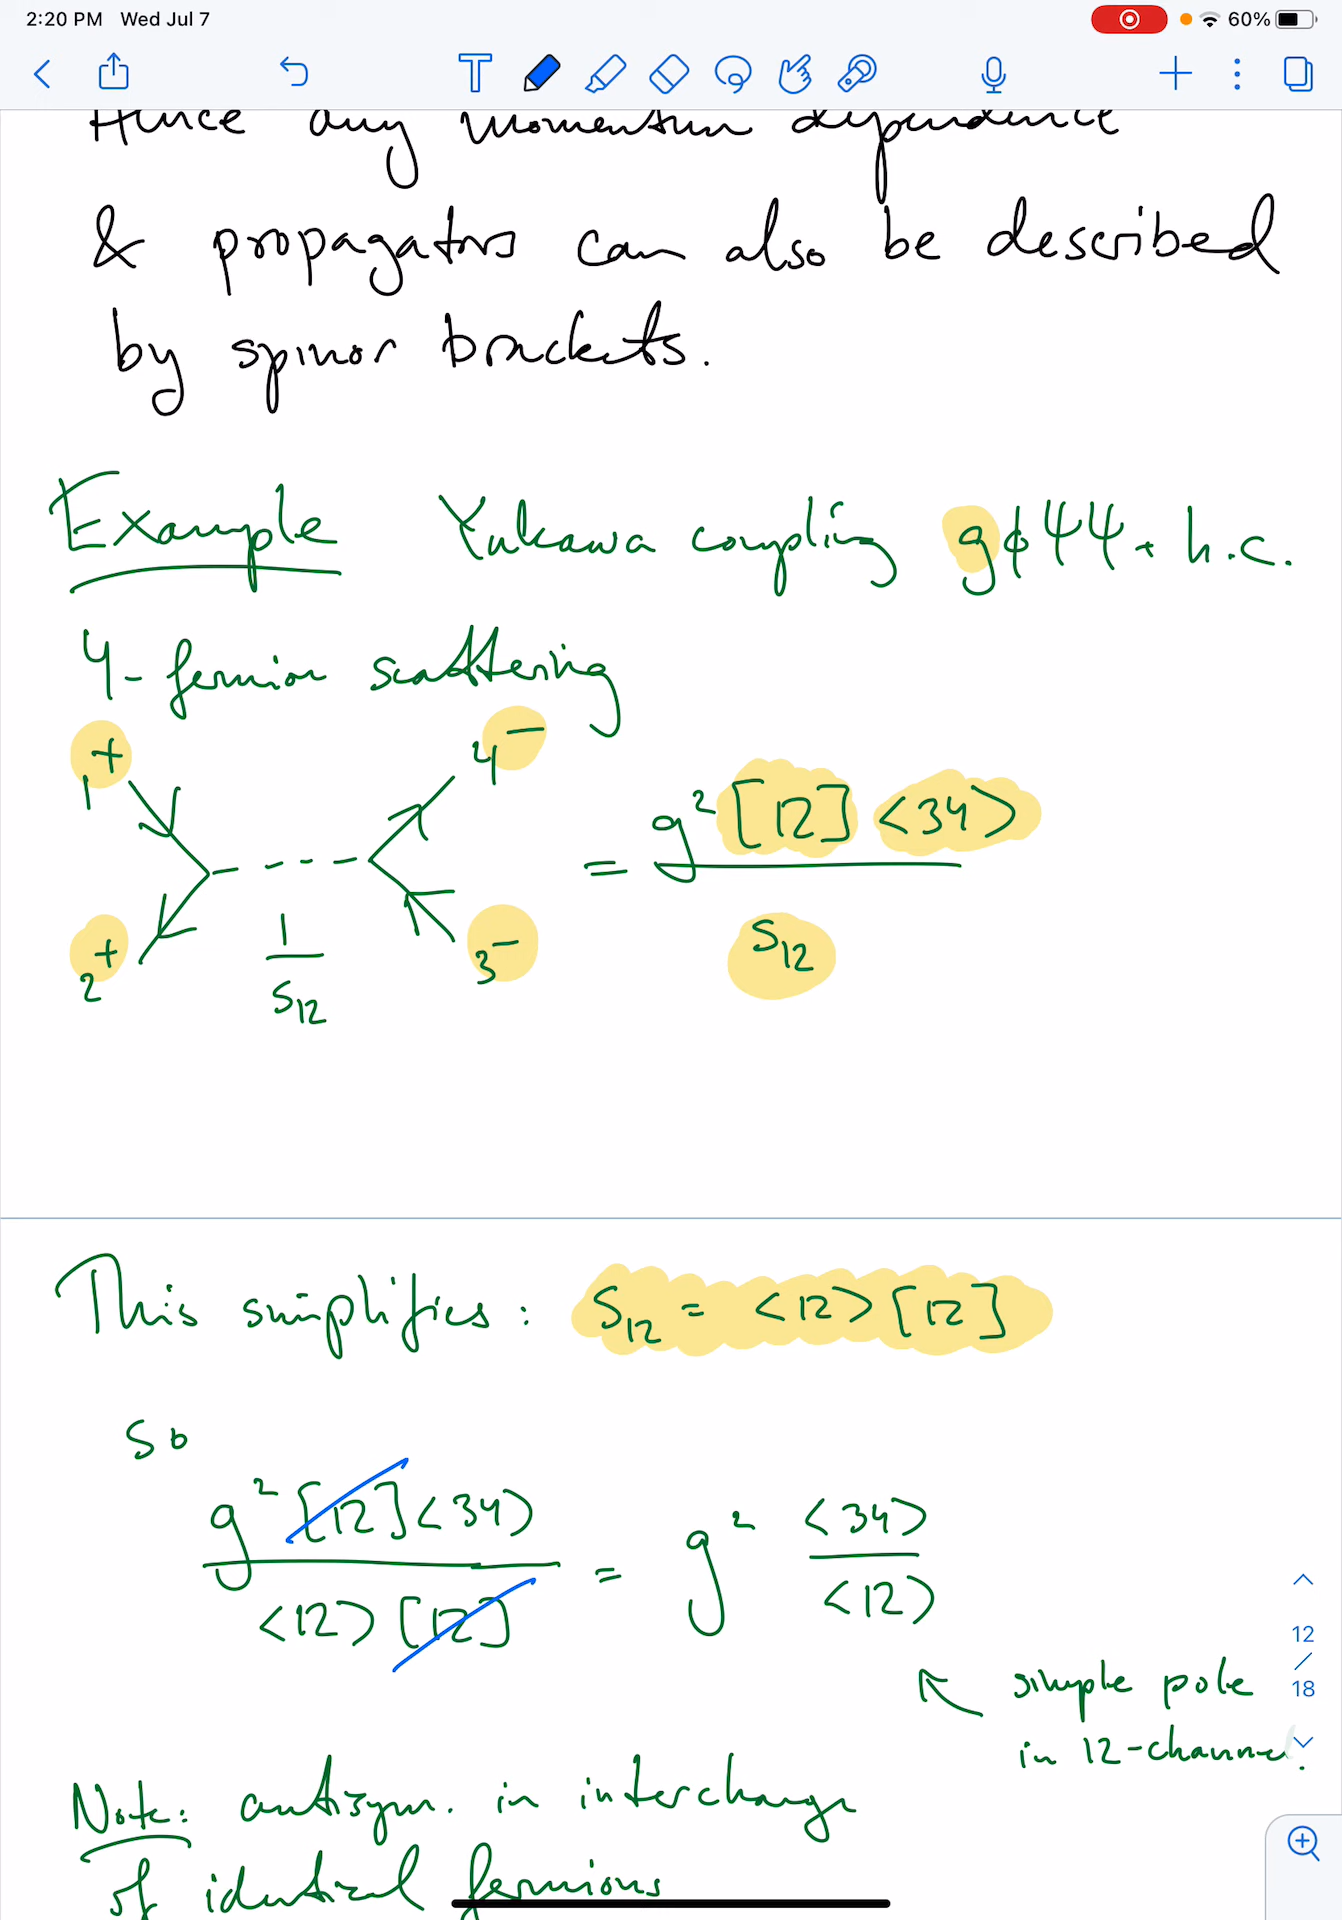 2:20 PM Wed Jul 7
60%
Hence any momentum dependence
& propagators can also be described
by spinor brackets.
Example Yukawa coupling gϕψψ + h.c.
4-fermion scattering
1⁺ 4⁻
2⁺ 3⁻
1/S₁₂
= g² [12] <34> / S₁₂
This simplifies: S₁₂ = <12> [12]
So
g² [12] <34> / <12> [12] = g² <34> / <12>
simple pole
in 12-channel.
12
/
18
Note: antisym. in interchange
of identical fermions